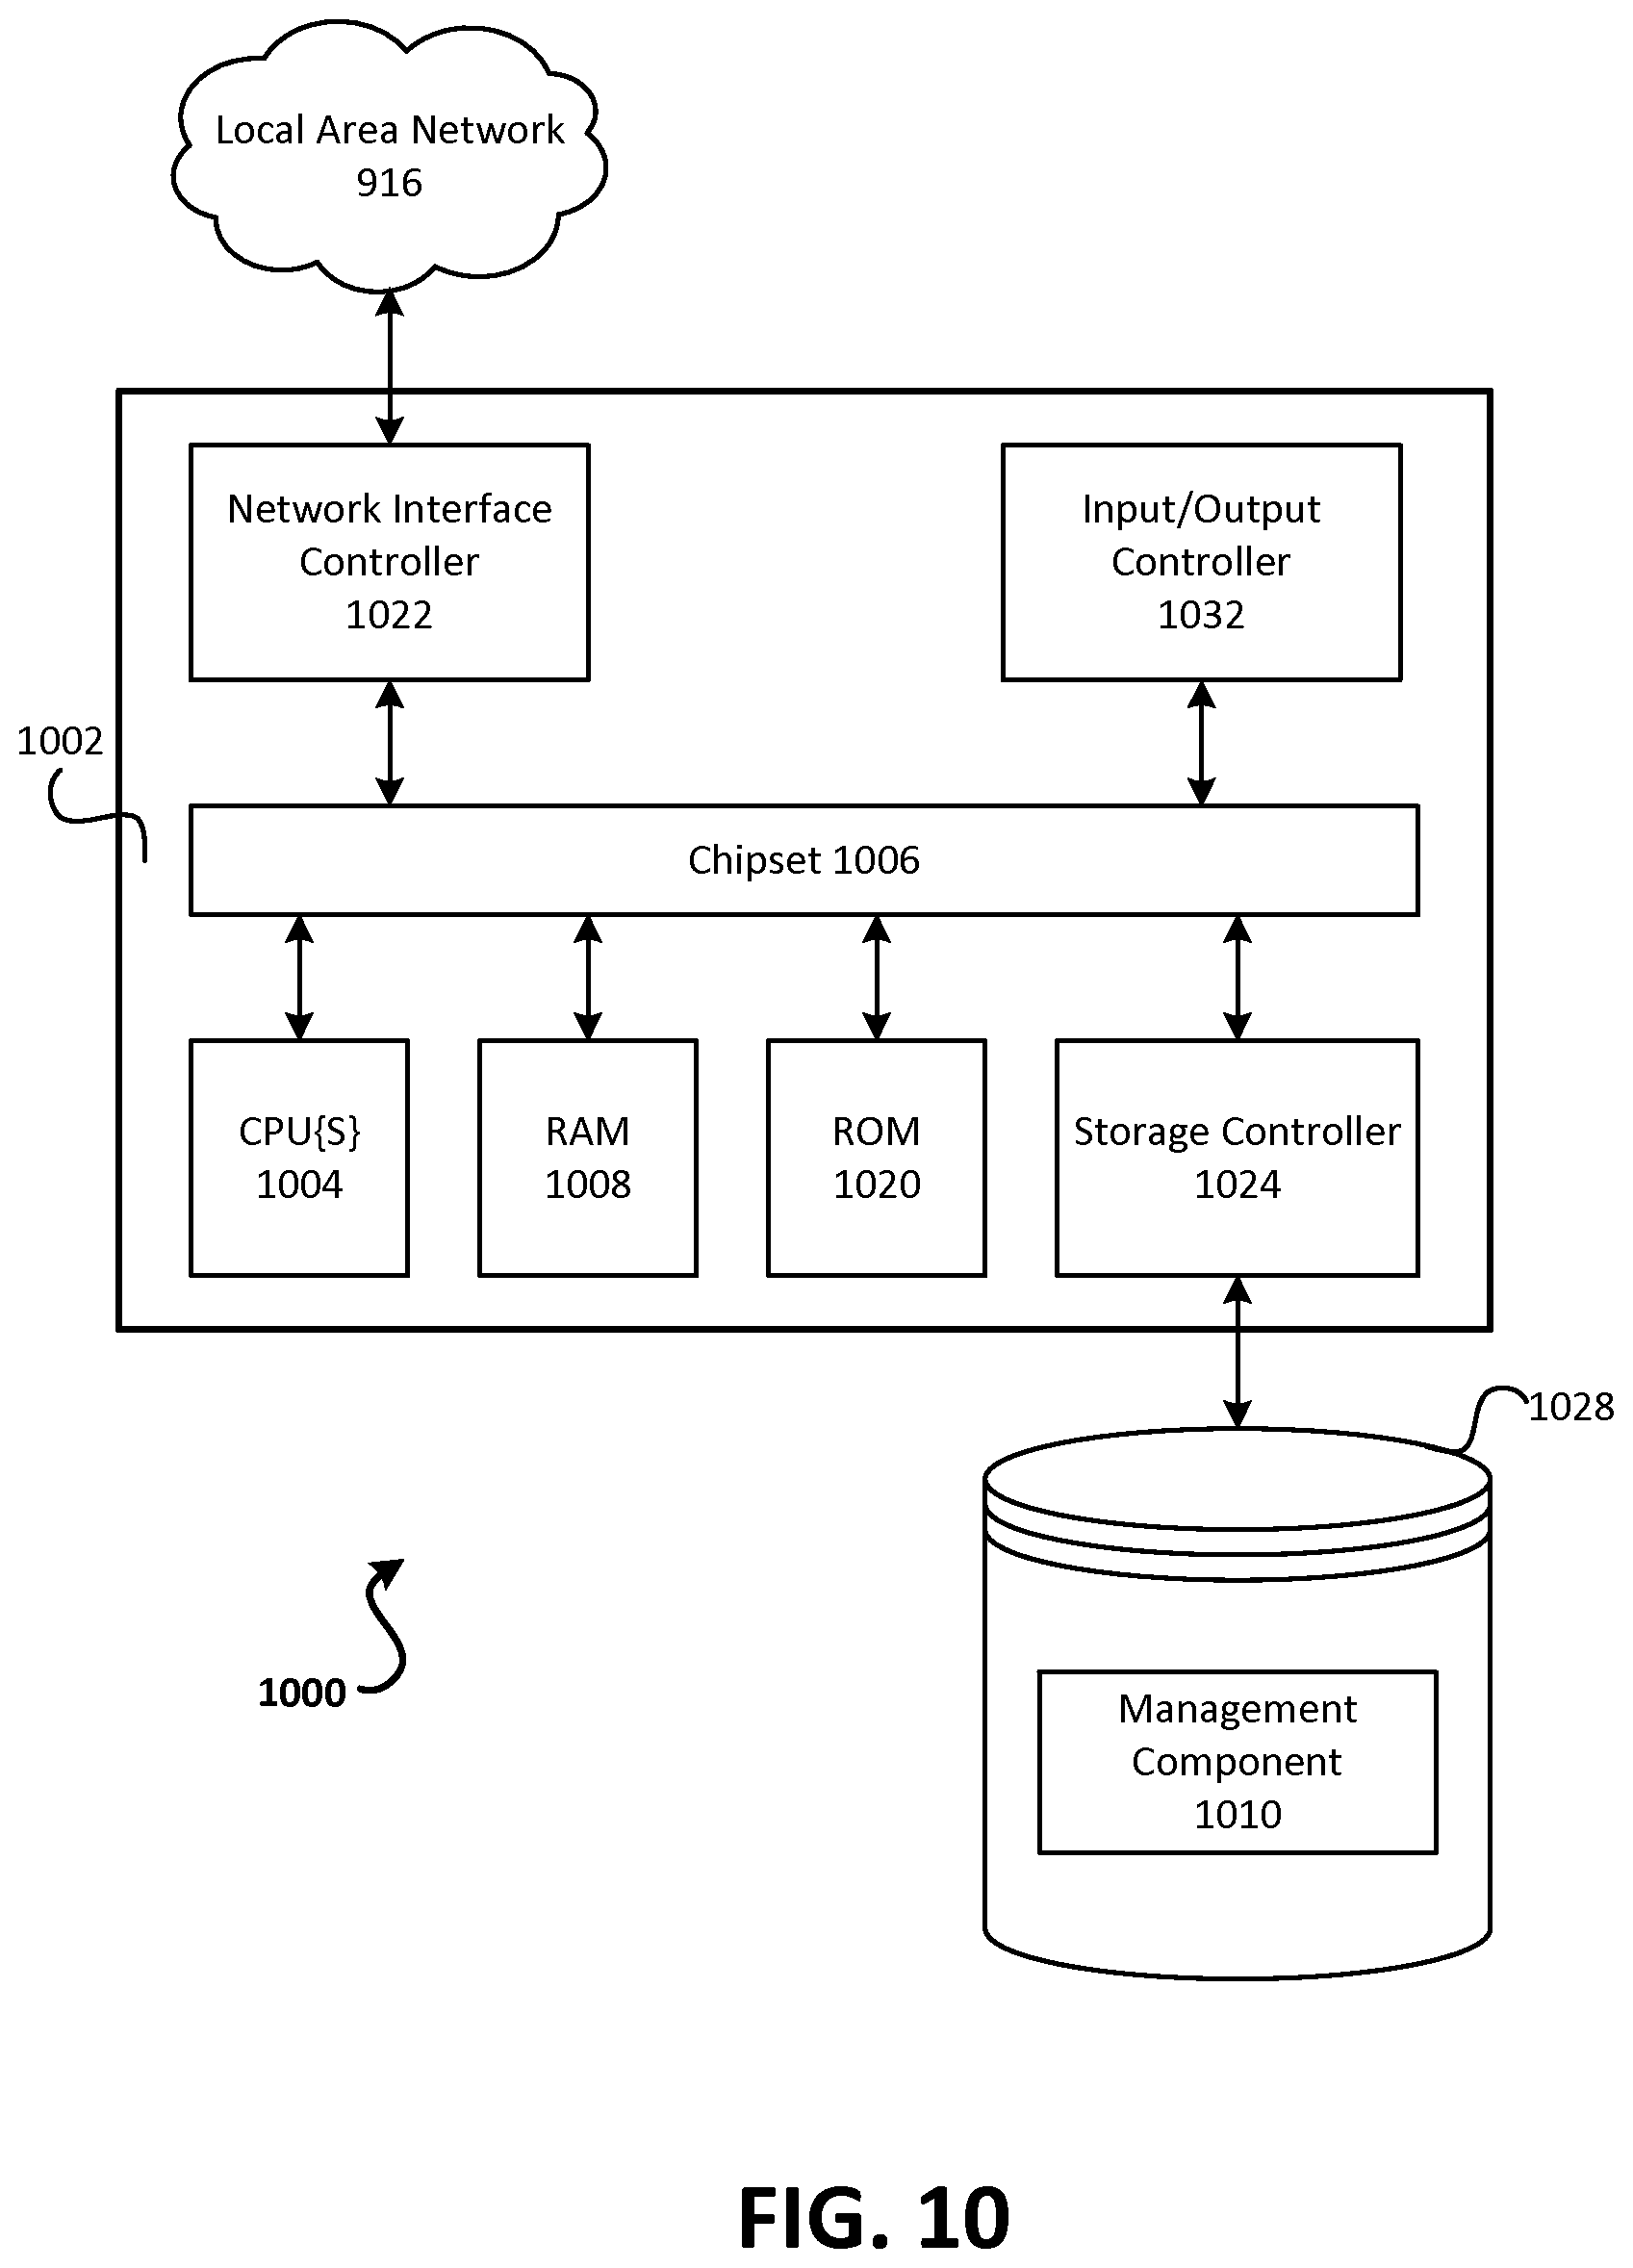 Local Area Network
916
Network Interface
Controller
1022
Input/Output
Controller
1032
1002
Chipset 1006
CPU{S}
1004
RAM
1008
ROM
1020
Storage Controller
1024
1028
1000
Management
Component
1010
FIG. 10